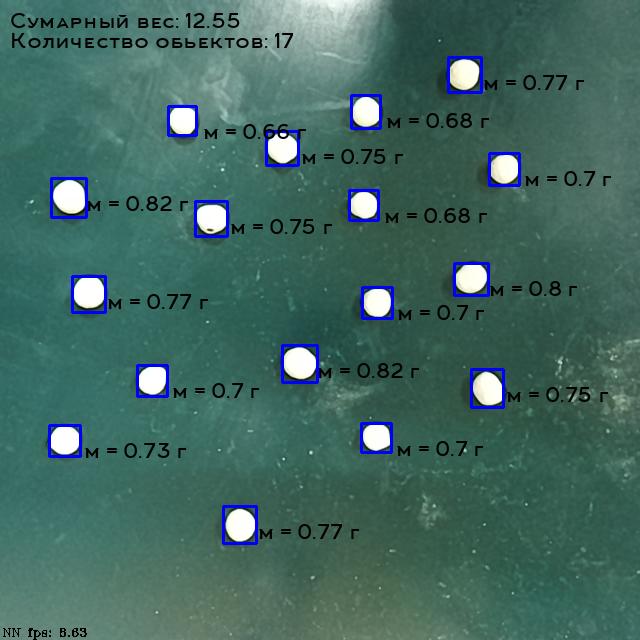 Сумарный вес: 12.55
Количество обьектов: 17
м = 0.77 г
м = 0.68 г
м = 0.66 г
м = 0.75 г
м = 0.7 г
м = 0.82 г
м = 0.68 г
м = 0.75 г
м = 0.8 г
м = 0.77 г
м = 0.7 г
м = 0.82 г
м = 0.7 г
м = 0.75 г
м = 0.73 г
м = 0.7 г
м = 0.77 г
NN fps: 8.63